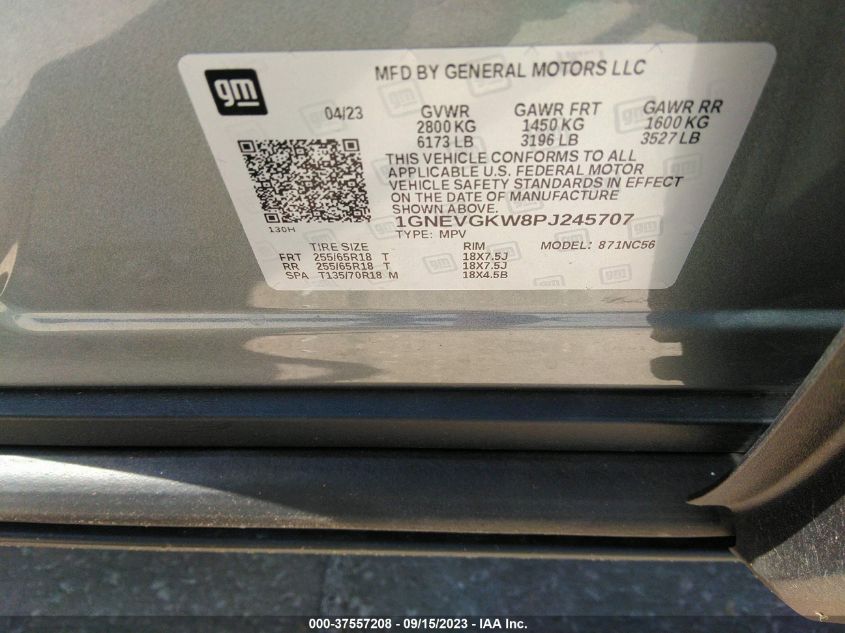 gm
MFD BY GENERAL MOTORS LLC
04/23 GVWR GAWR FRT GAWR RR
2800 KG 1450 KG 1600 KG
6173 LB 3196 LB 3527 LB
THIS VEHICLE CONFORMS TO ALL
APPLICABLE U.S. FEDERAL MOTOR
VEHICLE SAFETY STANDARDS IN EFFECT
ON THE DATE OF MANUFACTURE
SHOWN ABOVE.
130H
1GNEVGKW8PJ245707
TYPE: MPV MODEL: 871NC56
TIRE SIZE RIM
FRT 255/65R18 T 18X7.5J
RR 255/65R18 T 18X7.5J
SPA T135/70R18 M 18X4.5B
000-37557208 - 09/15/2023 - IAA Inc.